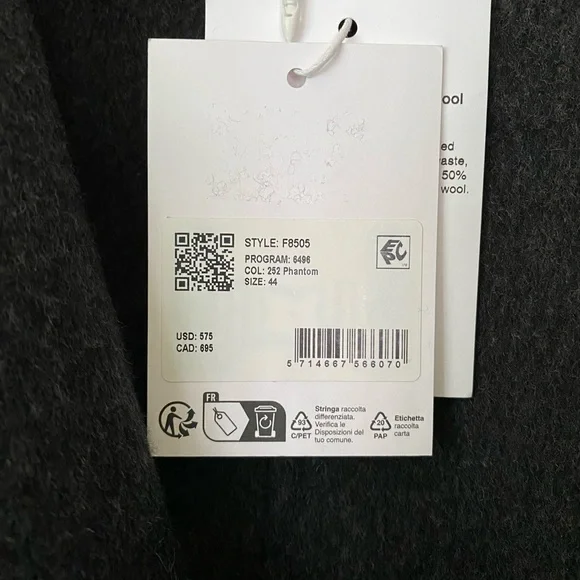 ool
ed
aste,
50%
wool.
STYLE: F8505
PROGRAM: 6496
COL: 252 Phantom
SIZE: 44
EPC
USD: 575
CAD: 695
5 714667 566070
FR
93
C/PET
Stringa raccolta
differenziata.
Verifica le
Disposizioni del
tuo comune.
20
PAP
Etichetta
raccolta
carta